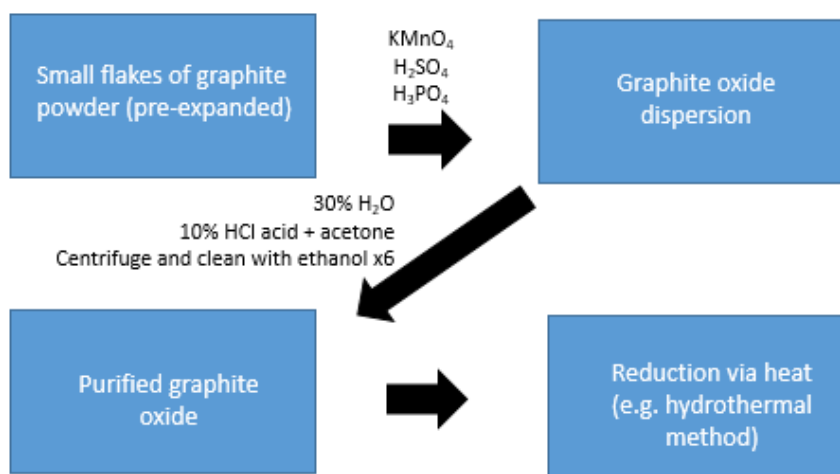 Small flakes of graphite
powder (pre-expanded)
KMnO₄
H₂SO₄
H₃PO₄
Graphite oxide
dispersion
30% H₂O
10% HCl acid + acetone
Centrifuge and clean with ethanol x6
Purified graphite
oxide
Reduction via heat
(e.g. hydrothermal
method)